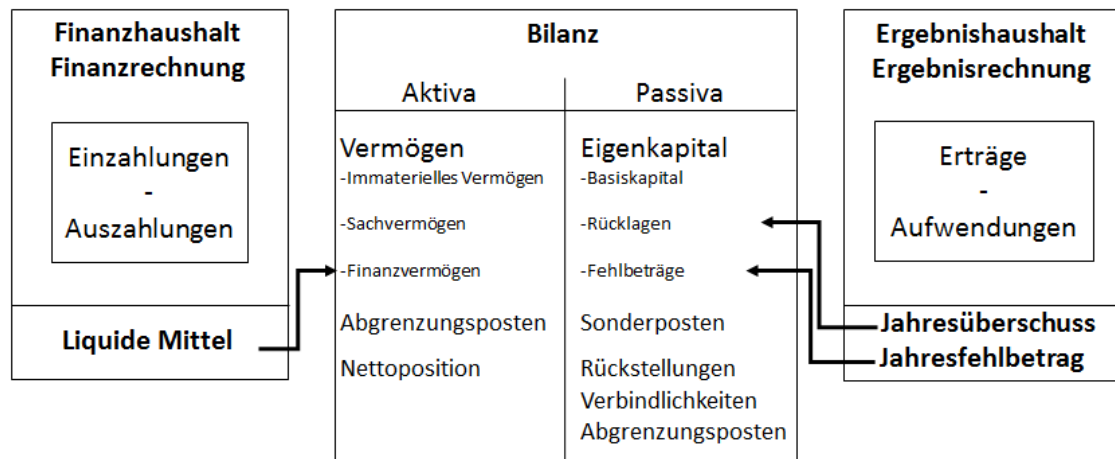 Finanzhaushalt
Finanzrechnung
Einzahlungen
-
Auszahlungen
Liquide Mittel
Bilanz
Aktiva
Passiva
Vermögen
-Immaterielles Vermögen
-Sachvermögen
-Finanzvermögen
Abgrenzungsposten
Nettoposition
Eigenkapital
-Basiskapital
-Rücklagen
-Fehlbeträge
Sonderposten
Rückstellungen
Verbindlichkeiten
Abgrenzungsposten
Ergebnishaushalt
Ergebnisrechnung
Erträge
-
Aufwendungen
Jahresüberschuss
Jahresfehlbetrag